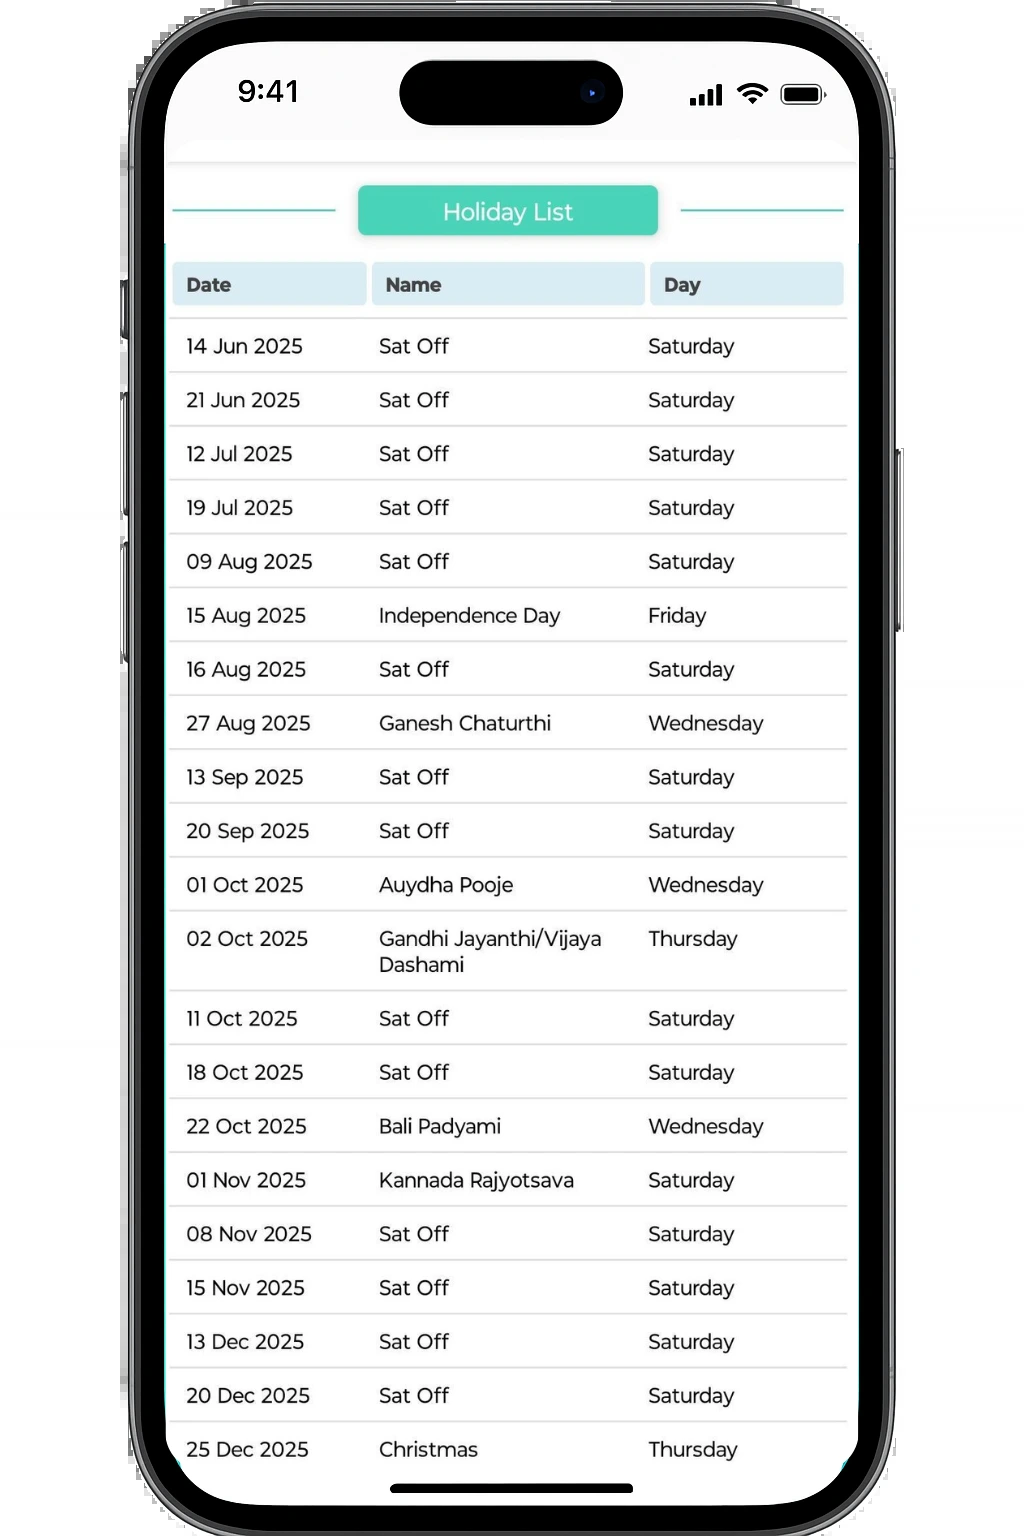 9:41
Holiday List
Date Name Day
14 Jun 2025 Sat Off Saturday
21 Jun 2025 Sat Off Saturday
12 Jul 2025 Sat Off Saturday
19 Jul 2025 Sat Off Saturday
09 Aug 2025 Sat Off Saturday
15 Aug 2025 Independence Day Friday
16 Aug 2025 Sat Off Saturday
27 Aug 2025 Ganesh Chaturthi Wednesday
13 Sep 2025 Sat Off Saturday
20 Sep 2025 Sat Off Saturday
01 Oct 2025 Auydha Pooje Wednesday
02 Oct 2025 Gandhi Jayanthi/Vijaya Thursday
Dashami
11 Oct 2025 Sat Off Saturday
18 Oct 2025 Sat Off Saturday
22 Oct 2025 Bali Padyami Wednesday
01 Nov 2025 Kannada Rajyotsava Saturday
08 Nov 2025 Sat Off Saturday
15 Nov 2025 Sat Off Saturday
13 Dec 2025 Sat Off Saturday
20 Dec 2025 Sat Off Saturday
25 Dec 2025 Christmas Thursday